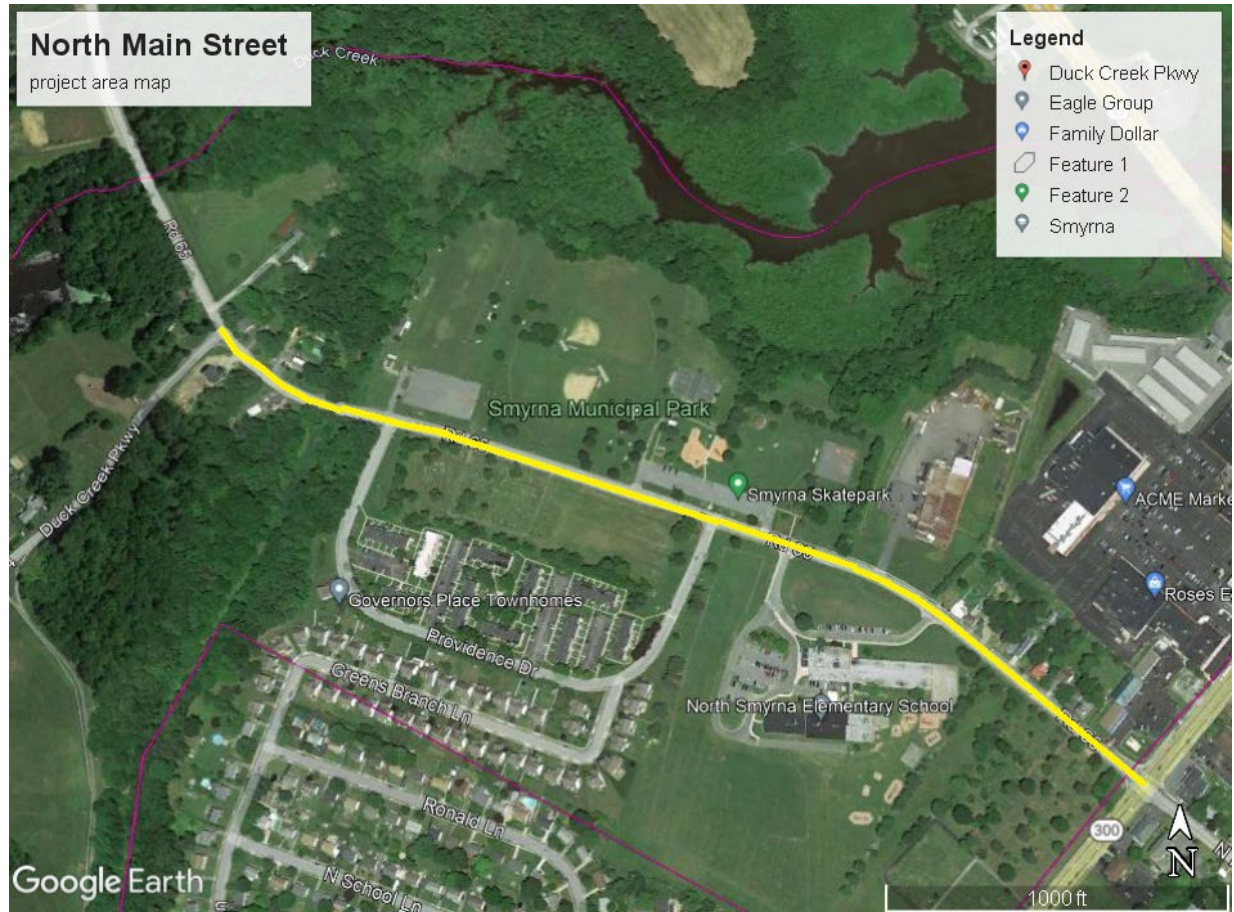 North Main Street
project area map
Legend
Duck Creek Pkwy
Eagle Group
Family Dollar
Feature 1
Feature 2
Smyrna
Duck Creek
Rd 65
Smyrna Municipal Park
Duck Creek Pkwy
Smyrna Skatepark
ACME Marke
Roses E
Governors Place Townhomes
Providence Dr
Greens Branch Ln
North Smyrna Elementary School
Ronald Ln
N School Ln
300
N
N
Google Earth
1000 ft